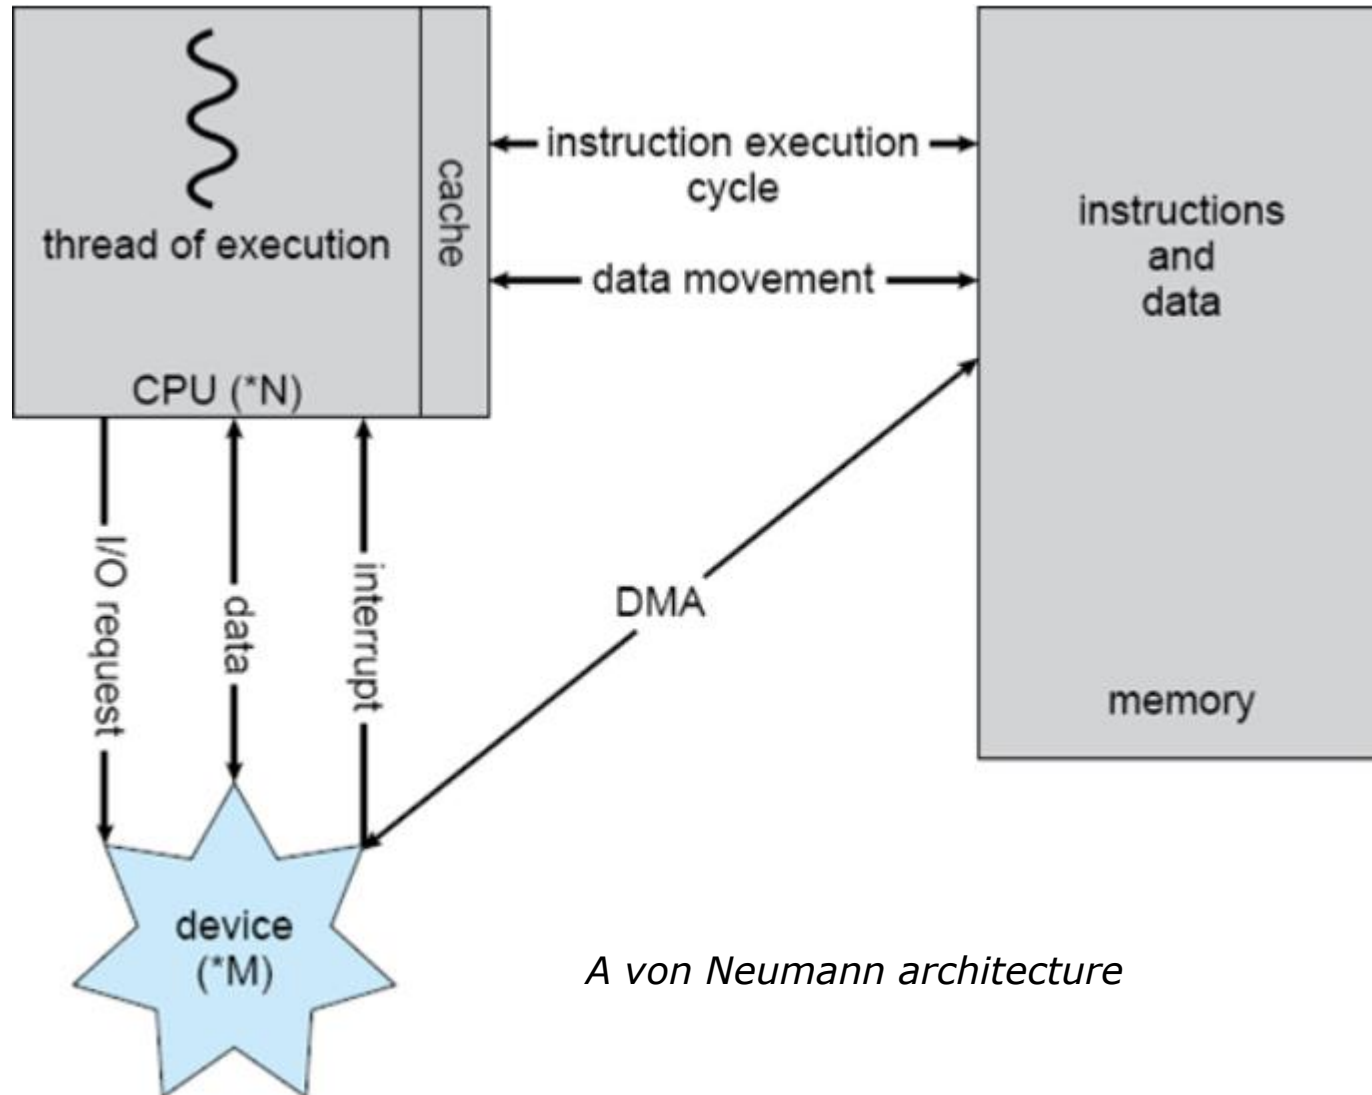 thread of execution
CPU (*N)
cache
instruction execution
cycle
data movement
instructions
and
data
memory
I/O request
data
interrupt
DMA
device
(*M)
A von Neumann architecture